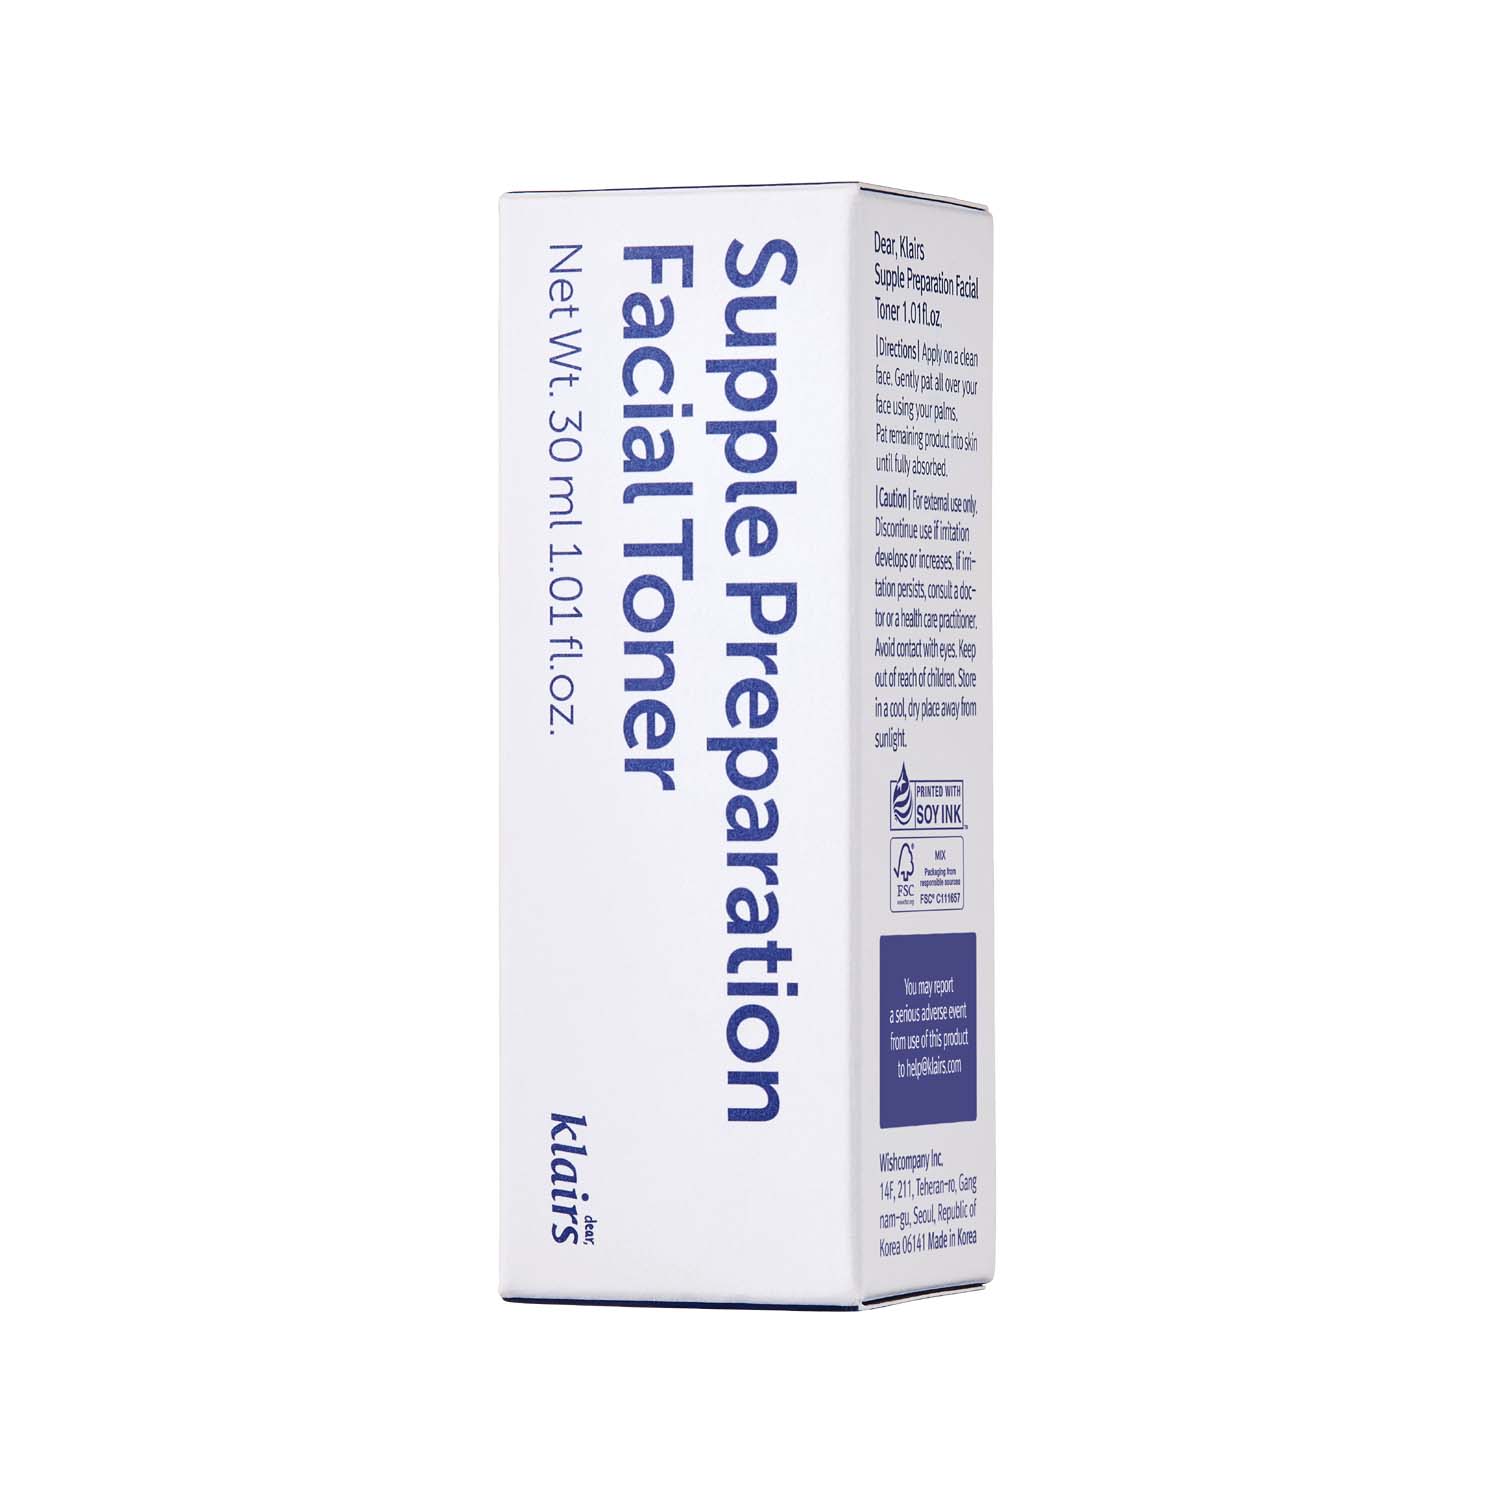 Supple Preparation
Facial Toner
Net Wt. 30 ml 1.01 fl.oz.
dear,
klairs
Dear, Klairs
Supple Preparation Facial
Toner 1.01fl.oz.
|Directions| Apply on a clean
face. Gently pat all over your
face using your palms.
Pat remaining product into skin
until fully absorbed.
|Caution| For external use only.
Discontinue use if irritation
develops or increases. If irri-
tation persists, consult a doc-
tor or a health care practitioner.
Avoid contact with eyes. Keep
out of reach of children. Store
in a cool, dry place away from
sunlight.
PRINTED WITH
SOY INK™
FSC
www.fsc.org
MIX
Packaging from
responsible sources
FSC® C111657
You may report
a serious adverse event
from use of this product
to help@klairs.com
Wishcompany Inc.
14F, 211, Teheran-ro, Gang
nam-gu, Seoul, Republic of
Korea 06141 Made in Korea